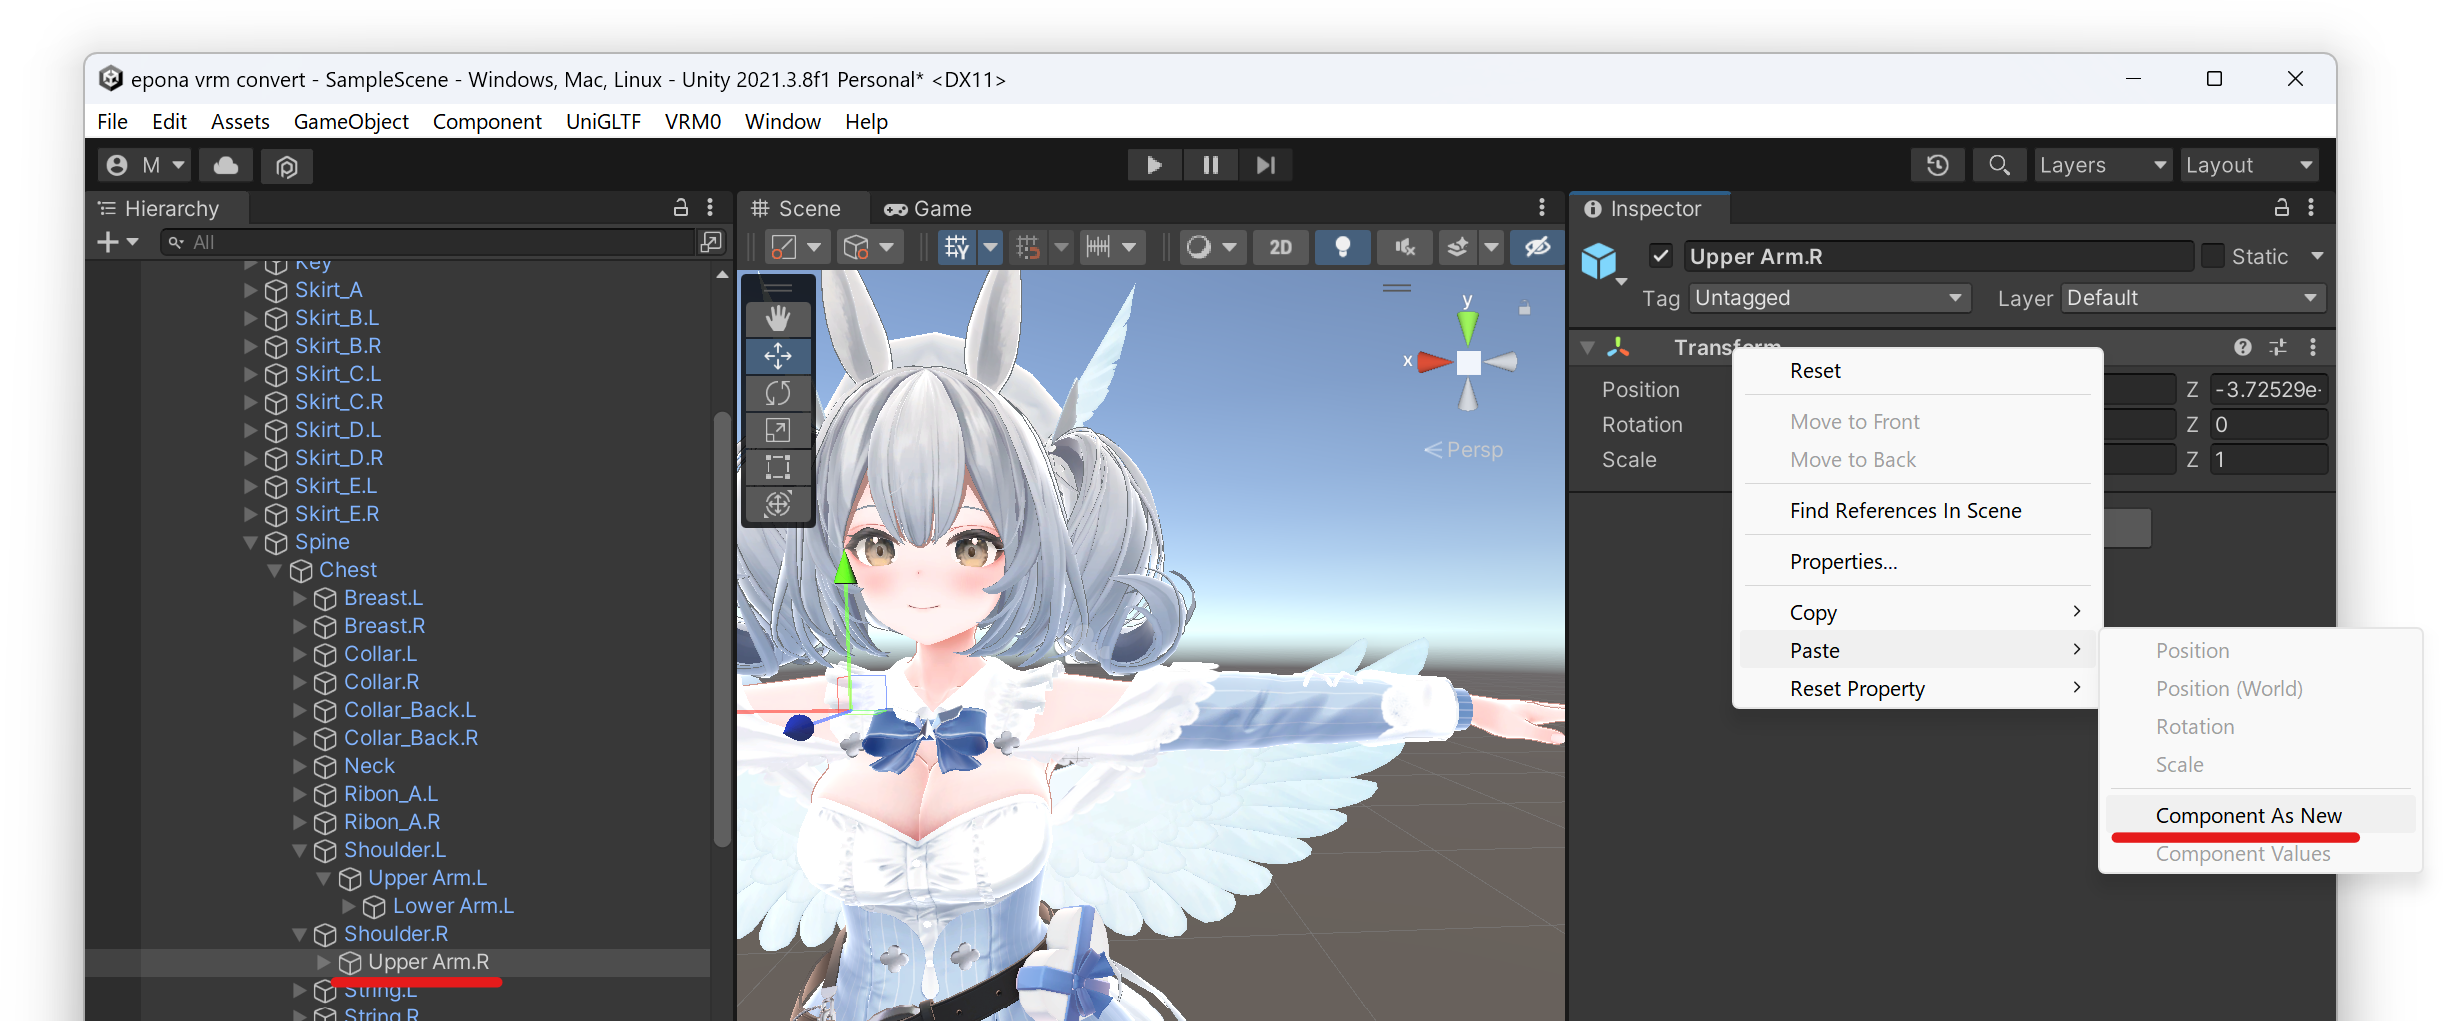 epona vrm convert - SampleScene - Windows, Mac, Linux - Unity 2021.3.8f1 Personal* <DX11>
File Edit Assets GameObject Component UniGLTF VRM0 Window Help
M
Layers Layout
Hierarchy
Scene Game
Inspector
All
2D
Upper Arm.R
Static
Tag Untagged Layer Default
Key
Skirt_A
Skirt_B.L
Skirt_B.R
Skirt_C.L
Skirt_C.R
Skirt_D.L
Skirt_D.R
Skirt_E.L
Skirt_E.R
Spine
Chest
Breast.L
Breast.R
Collar.L
Collar.R
Collar_Back.L
Collar_Back.R
Neck
Ribon_A.L
Ribon_A.R
Shoulder.L
Upper Arm.L
Lower Arm.L
Shoulder.R
Upper Arm.R
String.L
String.R
y
x
Persp
Transform
Position Z -3.72529e-
Rotation Z 0
Scale Z 1
Reset
Move to Front
Move to Back
Find References In Scene
Properties...
Copy
Paste
Reset Property
Position
Position (World)
Rotation
Scale
Component As New
Component Values